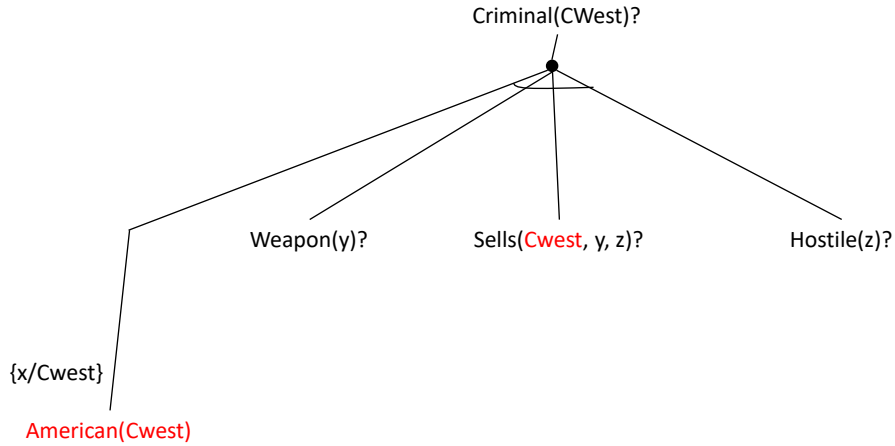 Criminal(CWest)?
Weapon(y)?
Sells(Cwest, y, z)?
Hostile(z)?
{x/Cwest}
American(Cwest)